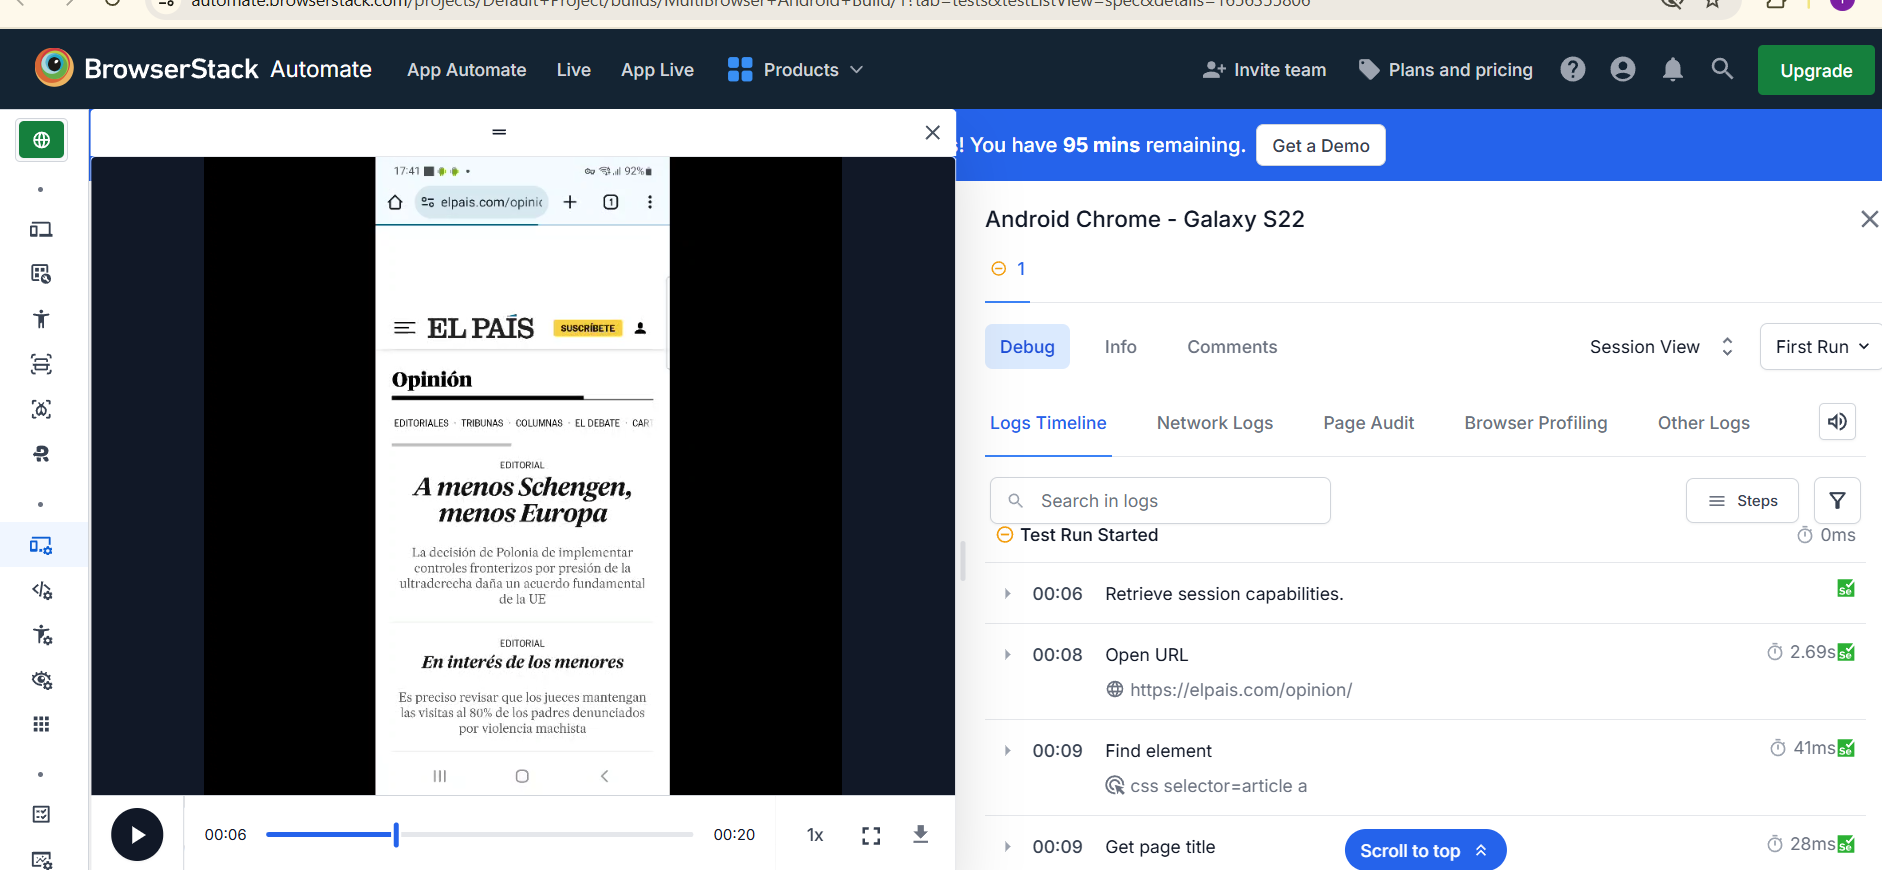 automate.browserstack.com/projects/Default+Project/builds/MultiBrowser+Android+Build/1?tab=tests&testListView=spec&details=1656355806
BrowserStack Automate
App Automate
Live
App Live
Products
Invite team
Plans and pricing
Upgrade
! You have 95 mins remaining.
Get a Demo
17:41
92%
elpais.com/opinic
1
EL PAÍS
SUSCRÍBETE
Opinión
EDITORIALES · TRIBUNAS · COLUMNAS · EL DEBATE · CART
EDITORIAL
A menos Schengen,
menos Europa
La decisión de Polonia de implementar
controles fronterizos por presión de la
ultraderecha daña un acuerdo fundamental
de la UE
EDITORIAL
En interés de los menores
Es preciso revisar que los jueces mantengan
las visitas al 80% de los padres denunciados
por violencia machista
00:06
00:20
1x
Android Chrome - Galaxy S22
1
Debug
Info
Comments
Session View
First Run
Logs Timeline
Network Logs
Page Audit
Browser Profiling
Other Logs
Search in logs
Steps
Test Run Started
0ms
00:06 Retrieve session capabilities.
Se
00:08 Open URL
2.69s
Se
https://elpais.com/opinion/
00:09 Find element
41ms
Se
css selector=article a
00:09 Get page title
28ms
Se
Scroll to top